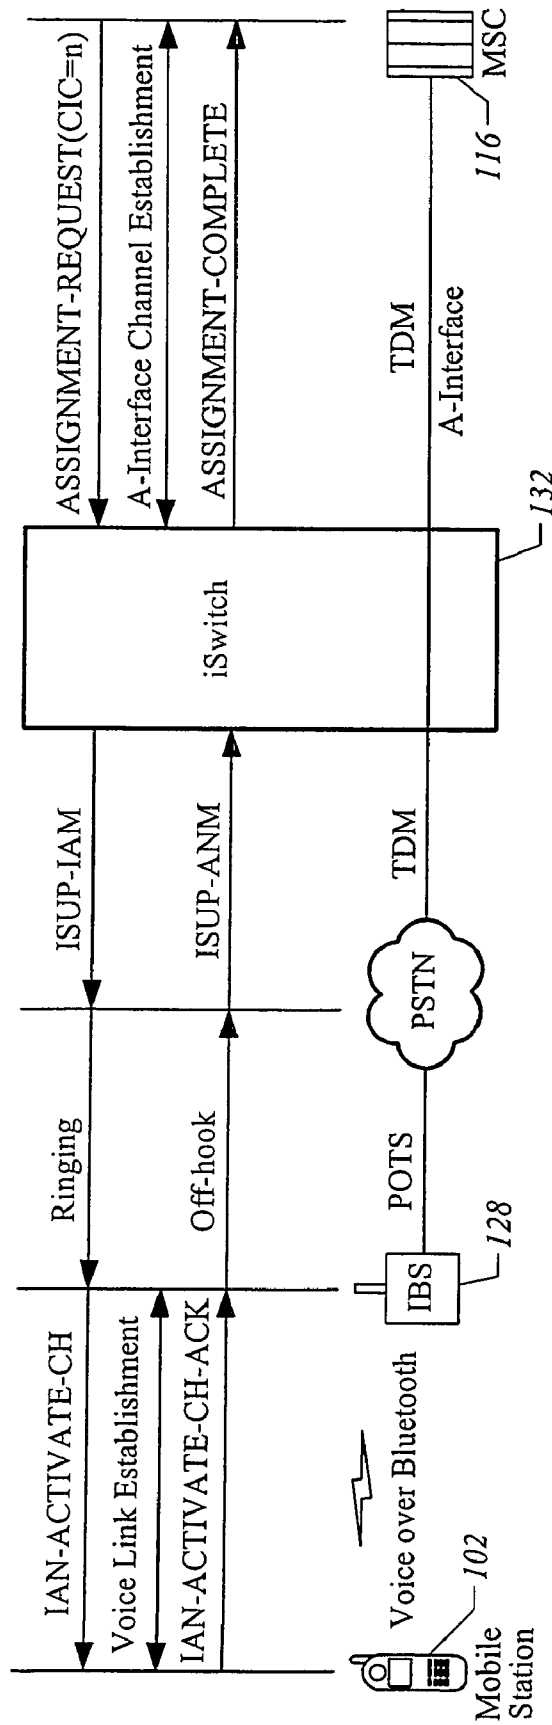 IAN-ACTIVATE-CH
Ringing
ISUP-IAM
ASSIGNMENT-REQUEST(CIC=n)
Voice Link Establishment
A-Interface Channel Establishment
IAN-ACTIVATE-CH-ACK
Off-hook
ISUP-ANM
iSwitch
ASSIGNMENT-COMPLETE
Voice over Bluetooth
IBS
POTS
PSTN
TDM
TDM
A-Interface
102
128
132
116
Mobile
Station
MSC